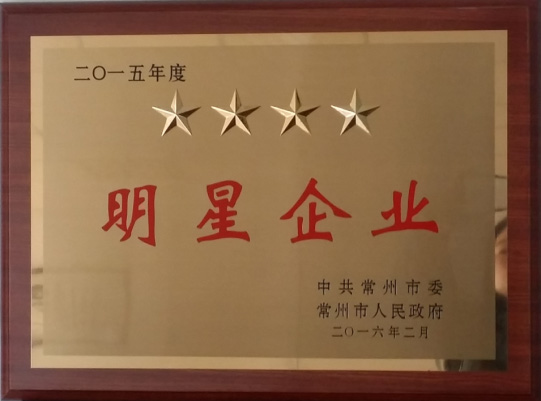 二〇一五年度
明星企业
中共常州市委
常州市人民政府
二〇一六年二月